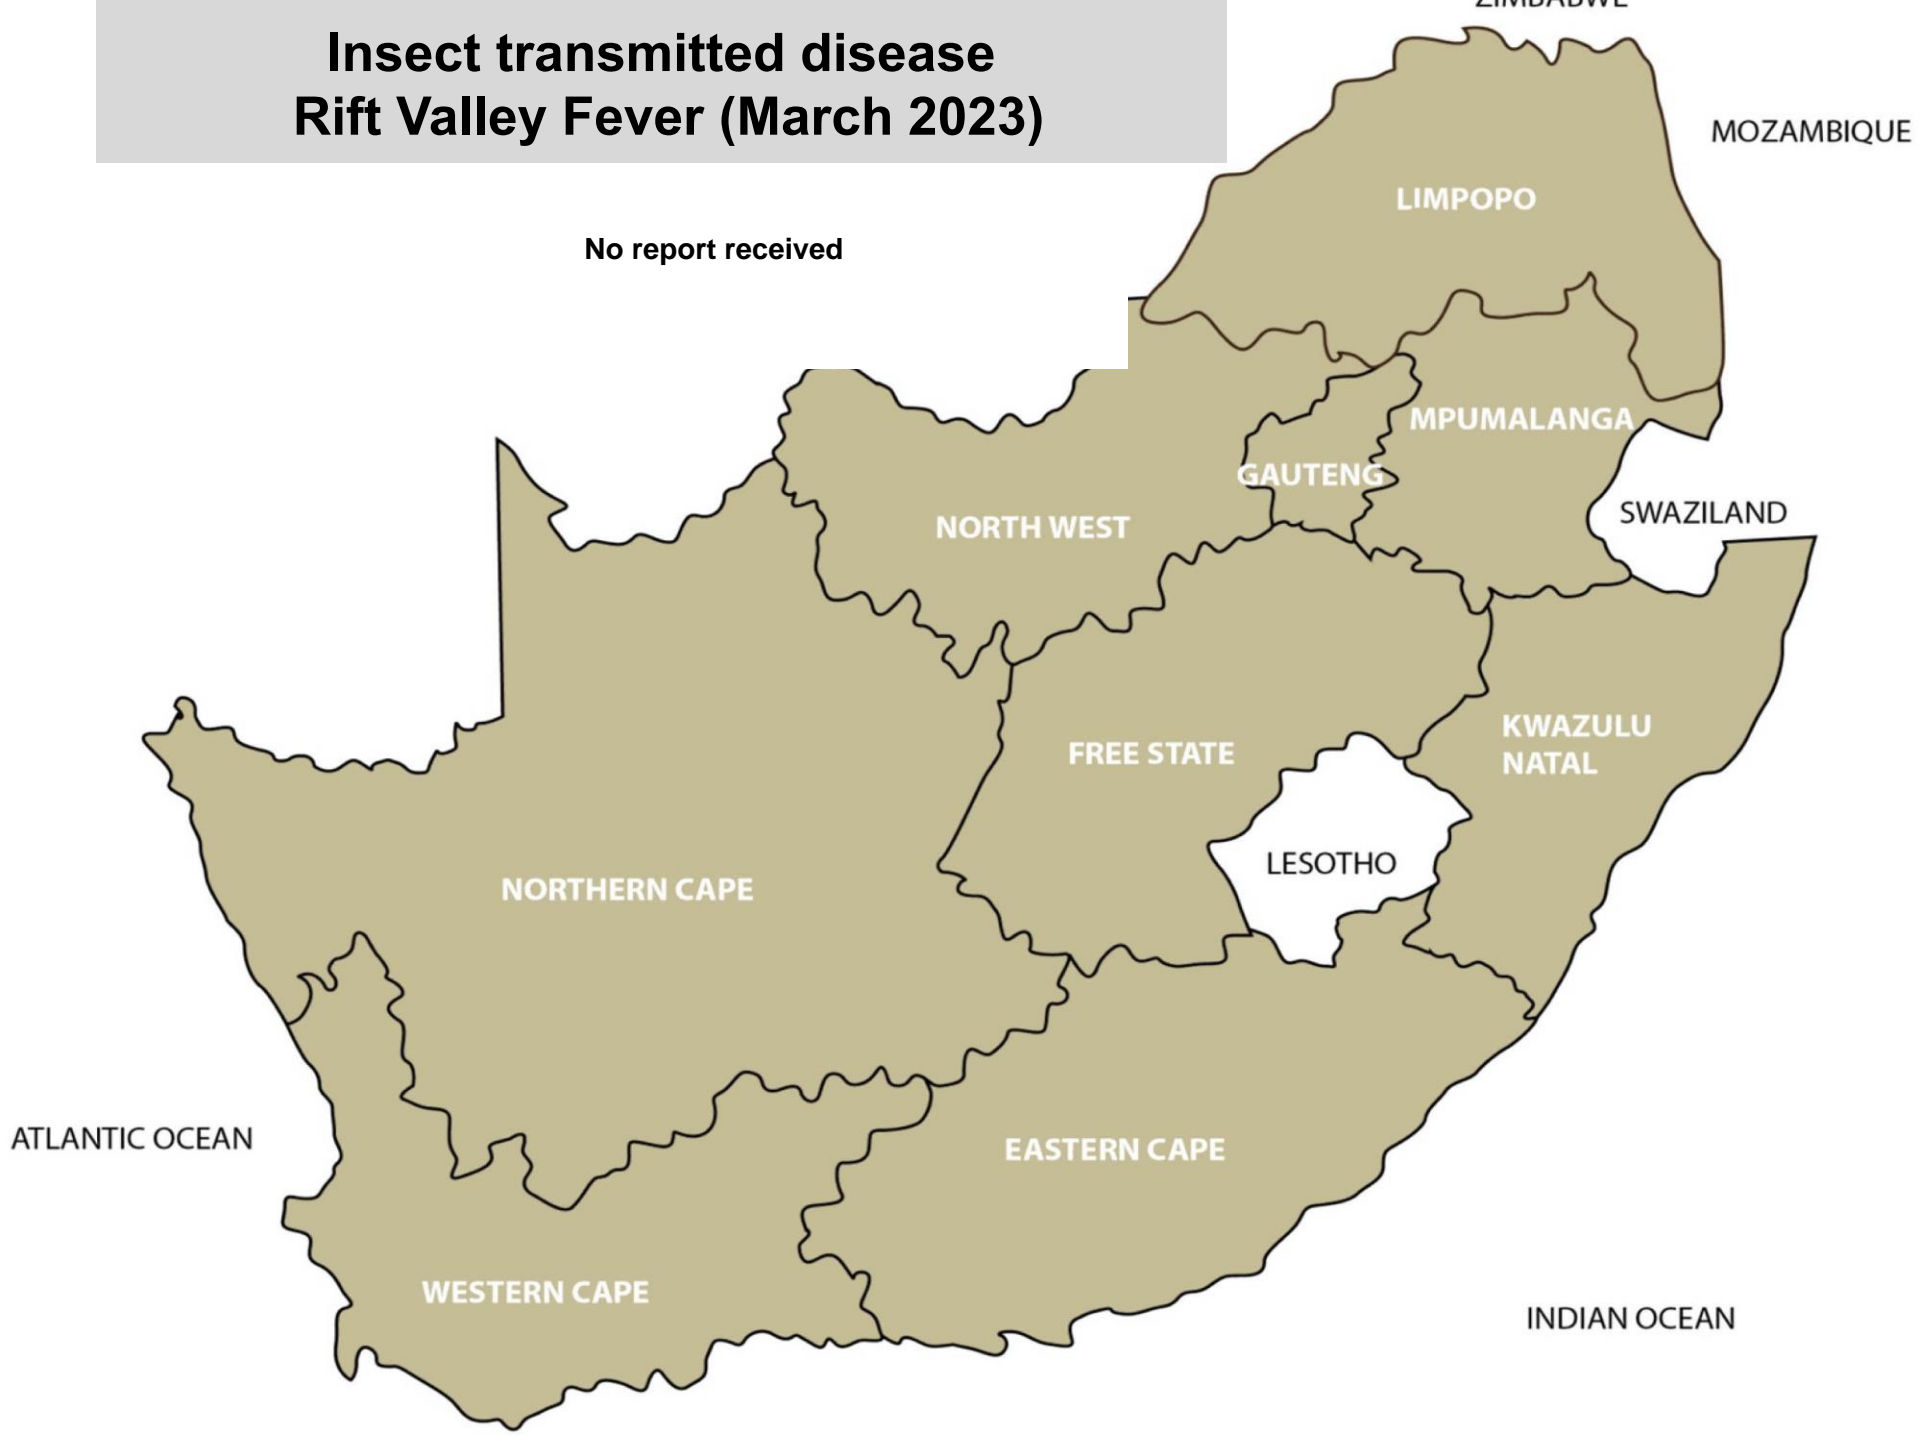 Insect transmitted disease
Rift Valley Fever (March 2023)
ZIMBABWE
MOZAMBIQUE
LIMPOPO
No report received
MPUMALANGA
GAUTENG
SWAZILAND
NORTH WEST
KWAZULU
NATAL
FREE STATE
LESOTHO
NORTHERN CAPE
ATLANTIC OCEAN
EASTERN CAPE
WESTERN CAPE
INDIAN OCEAN